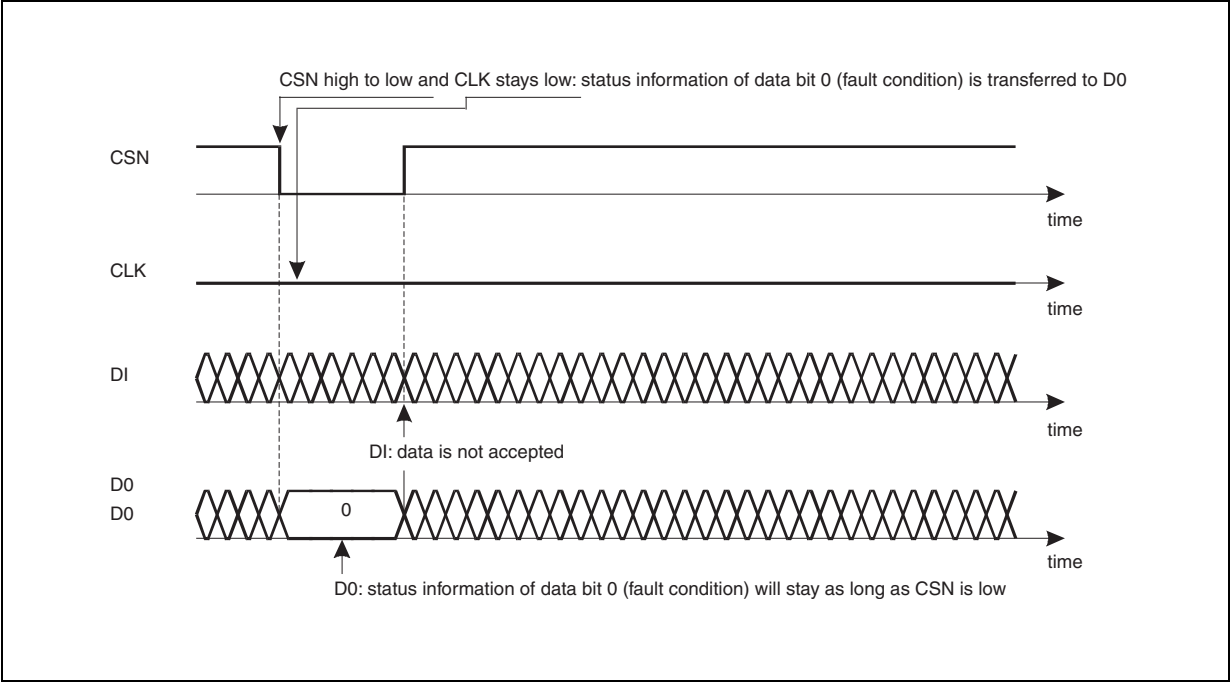 CSN high to low and CLK stays low: status information of data bit 0 (fault condition) is transferred to D0
CSN
time
CLK
time
DI
time
DI: data is not accepted
D0
D0
0
time
D0: status information of data bit 0 (fault condition) will stay as long as CSN is low